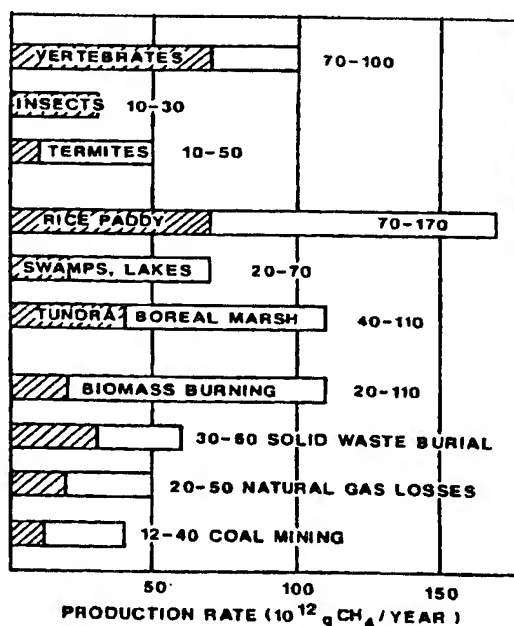 VERTEBRATES 70-100
INSECTS 10-30
TERMITES 10-50
RICE PADDY 70-170
SWAMPS, LAKES 20-70
TUNDRA BOREAL MARSH 40-110
BIOMASS BURNING 20-110
30-60 SOLID WASTE BURIAL
20-50 NATURAL GAS LOSSES
12-40 COAL MINING
50 100 150
PRODUCTION RATE (10¹² gCH₄/YEAR)